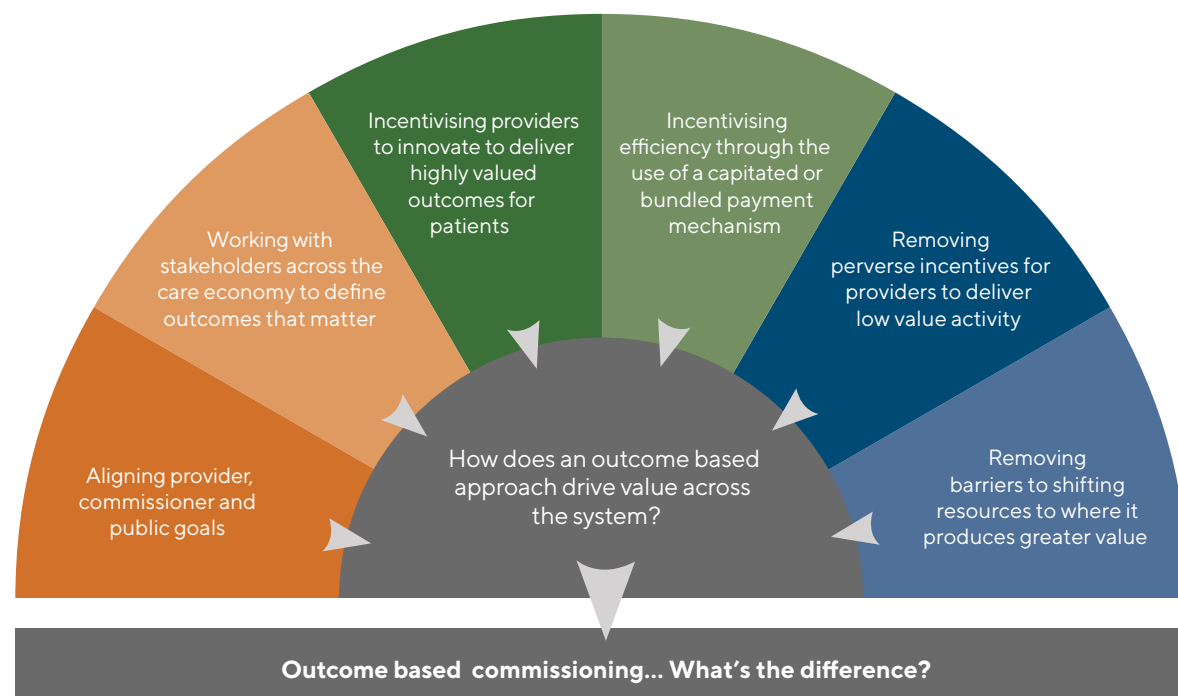 Incentivising providers
to innovate to deliver
highly valued
outcomes for
patients
Incentivising
efficiency through the
use of a capitated or
bundled payment
mechanism
Working with
stakeholders across the
care economy to define
outcomes that matter
Removing
perverse incentives for
providers to deliver
low value activity
Aligning provider,
commissioner and
public goals
How does an outcome based
approach drive value across
the system?
Removing
barriers to shifting
resources to where it
produces greater value
Outcome based commissioning... What's the difference?